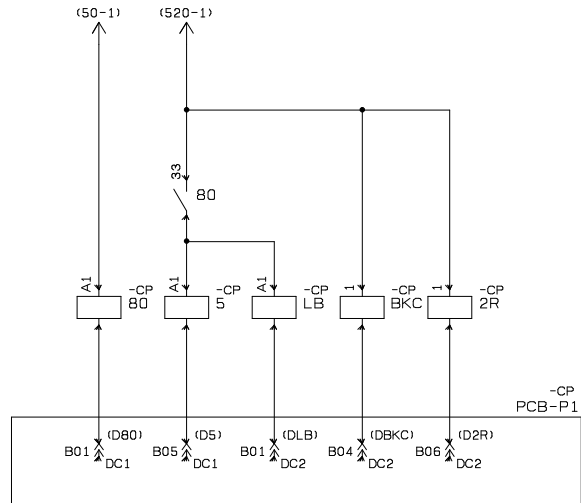 (50-1) (520-1)
33
80
A1 -CP 80
A1 -CP 5
A1 -CP LB
1 -CP BKC
1 -CP 2R
-CP
PCB-P1
(D80) (D5) (DLB) (DBKC) (D2R)
B01 B05 B01 B04 B06
DC1 DC1 DC2 DC2 DC2